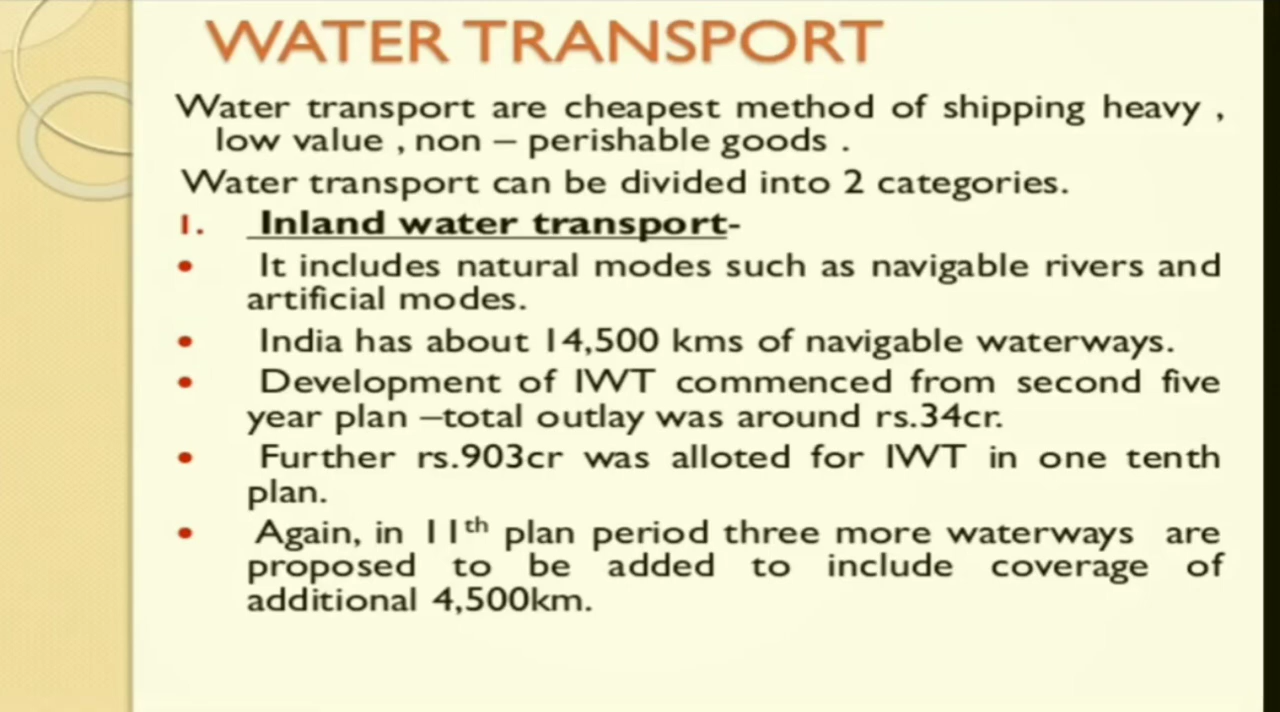 WATER TRANSPORT
Water transport are cheapest method of shipping heavy ,
low value , non – perishable goods .
Water transport can be divided into 2 categories.
1. Inland water transport-
• It includes natural modes such as navigable rivers and
artificial modes.
• India has about 14,500 kms of navigable waterways.
• Development of IWT commenced from second five
year plan –total outlay was around rs.34cr.
• Further rs.903cr was alloted for IWT in one tenth
plan.
• Again, in 11th plan period three more waterways are
proposed to be added to include coverage of
additional 4,500km.